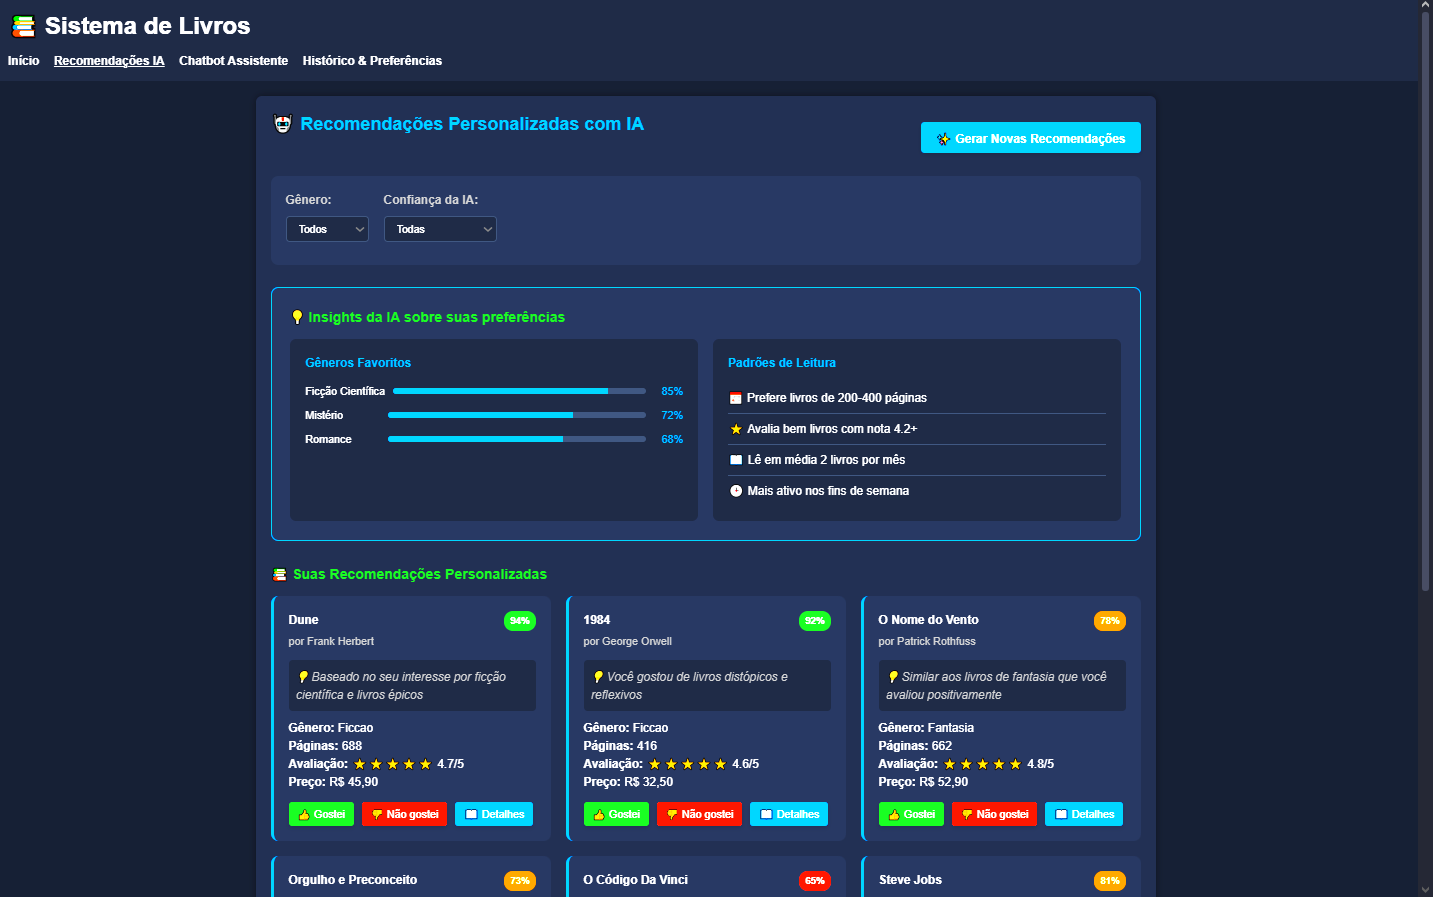 Sistema de Livros
Início Recomendações IA Chatbot Assistente Histórico & Preferências
Recomendações Personalizadas com IA
Gerar Novas Recomendações
Gênero: Confiança da IA:
Todos Todas
Insights da IA sobre suas preferências
Gêneros Favoritos
Ficção Científica 85%
Mistério 72%
Romance 68%
Padrões de Leitura
Prefere livros de 200-400 páginas
Avalia bem livros com nota 4.2+
Lê em média 2 livros por mês
Mais ativo nos fins de semana
Suas Recomendações Personalizadas
Dune 94%
por Frank Herbert
Baseado no seu interesse por ficção
científica e livros épicos
Gênero: Ficcao
Páginas: 688
Avaliação: 4.7/5
Preço: R$ 45,90
Gostei Não gostei Detalhes
1984 92%
por George Orwell
Você gostou de livros distópicos e
reflexivos
Gênero: Ficcao
Páginas: 416
Avaliação: 4.6/5
Preço: R$ 32,50
Gostei Não gostei Detalhes
O Nome do Vento 78%
por Patrick Rothfuss
Similar aos livros de fantasia que você
avaliou positivamente
Gênero: Fantasia
Páginas: 662
Avaliação: 4.8/5
Preço: R$ 52,90
Gostei Não gostei Detalhes
Orgulho e Preconceito 73%
O Código Da Vinci 65%
Steve Jobs 81%